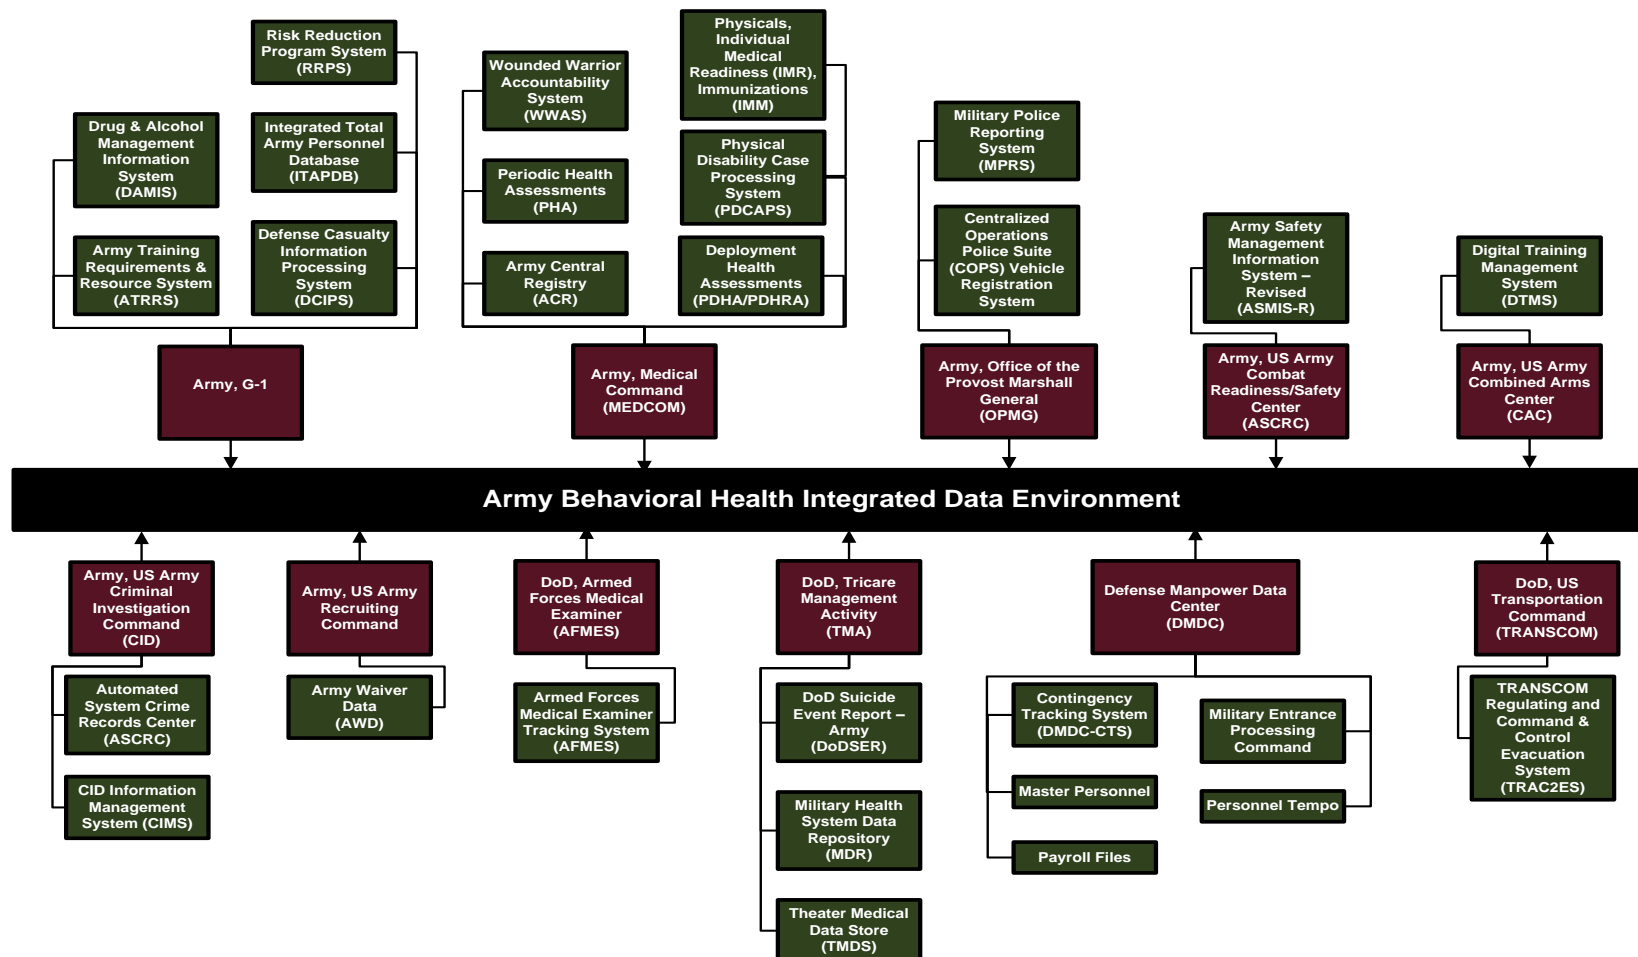 Risk Reduction
Program System
(RRPS)
Drug & Alcohol
Management
Information
System
(DAMIS)
Integrated Total
Army Personnel
Database
(ITAPDB)
Army Training
Requirements &
Resource System
(ATRRS)
Defense Casualty
Information
Processing
System
(DCIPS)
Wounded Warrior
Accountability
System
(WWAS)
Physicals,
Individual
Medical
Readiness (IMR),
Immunizations
(IMM)
Periodic Health
Assessments
(PHA)
Physical
Disability Case
Processing
System
(PDCAPS)
Army Central
Registry
(ACR)
Deployment
Health
Assessments
(PDHA/PDHRA)
Military Police
Reporting
System
(MPRS)
Centralized
Operations
Police Suite
(COPS) Vehicle
Registration
System
Army Safety
Management
Information
System –
Revised
(ASMIS-R)
Digital Training
Management
System
(DTMS)
Army, G-1
Army, Medical
Command
(MEDCOM)
Army, Office of the
Provost Marshall
General
(OPMG)
Army, US Army
Combat
Readiness/Safety
Center
(ASCRC)
Army, US Army
Combined Arms
Center
(CAC)
Army Behavioral Health Integrated Data Environment
Army, US Army
Criminal
Investigation
Command
(CID)
Army, US Army
Recruiting
Command
DoD, Armed
Forces Medical
Examiner
(AFMES)
DoD, Tricare
Management
Activity
(TMA)
Defense Manpower Data
Center
(DMDC)
DoD, US
Transportation
Command
(TRANSCOM)
Automated
System Crime
Records Center
(ASCRC)
CID Information
Management
System (CIMS)
Army Waiver
Data
(AWD)
Armed Forces
Medical Examiner
Tracking System
(AFMES)
DoD Suicide
Event Report –
Army
(DoDSER)
Military Health
System Data
Repository
(MDR)
Theater Medical
Data Store
(TMDS)
Contingency
Tracking System
(DMDC-CTS)
Master Personnel
Payroll Files
Military Entrance
Processing
Command
Personnel Tempo
TRANSCOM
Regulating and
Command &
Control
Evacuation
System
(TRAC2ES)